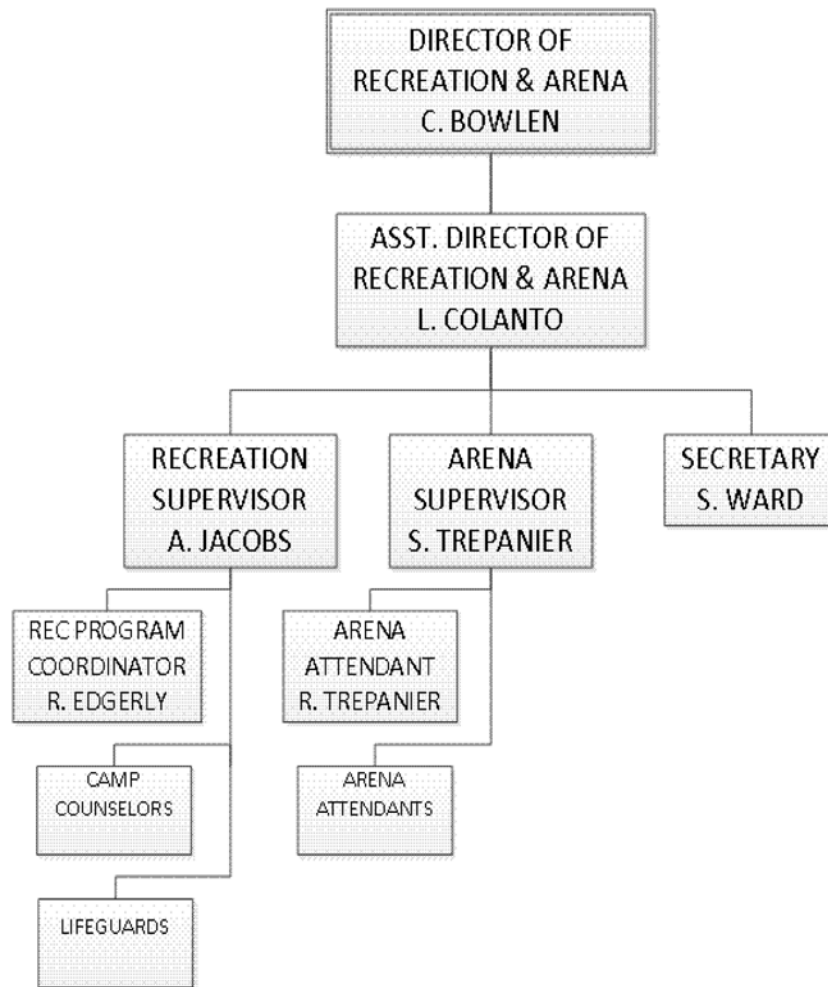 DIRECTOR OF
RECREATION & ARENA
C. BOWLEN
ASST. DIRECTOR OF
RECREATION & ARENA
L. COLANTO
RECREATION
SUPERVISOR
A. JACOBS
ARENA
SUPERVISOR
S. TREPANIER
SECRETARY
S. WARD
REC PROGRAM
COORDINATOR
R. EDGERLY
ARENA
ATTENDANT
R. TREPANIER
CAMP
COUNSELORS
ARENA
ATTENDANTS
LIFEGUARDS